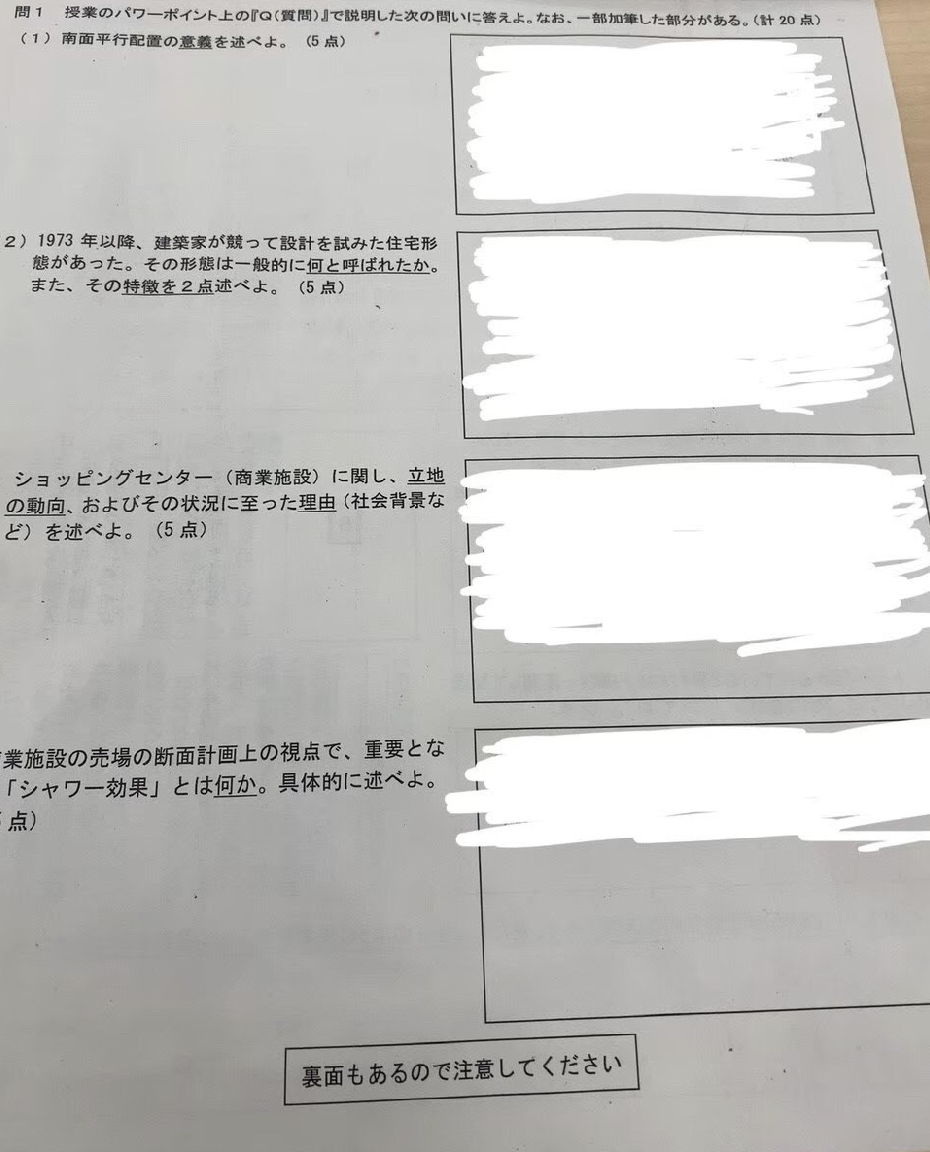 問1　授業のパワーポイント上の『Q(質問)』で説明した次の問いに答えよ。なお、一部加筆した部分がある。(計 20 点)
(1) 南面平行配置の意義を述べよ。 (5 点)
2) 1973 年以降、建築家が競って設計を試みた住宅形
態があった。その形態は一般的に何と呼ばれたか。
また、その特徴を2点述べよ。 (5 点)
ショッピングセンター（商業施設）に関し、立地
の動向、およびその状況に至った理由（社会背景な
ど）を述べよ。 (5 点)
業施設の売場の断面計画上の視点で、重要とな
「シャワー効果」とは何か。具体的に述べよ。
点)
裏面もあるので注意してください